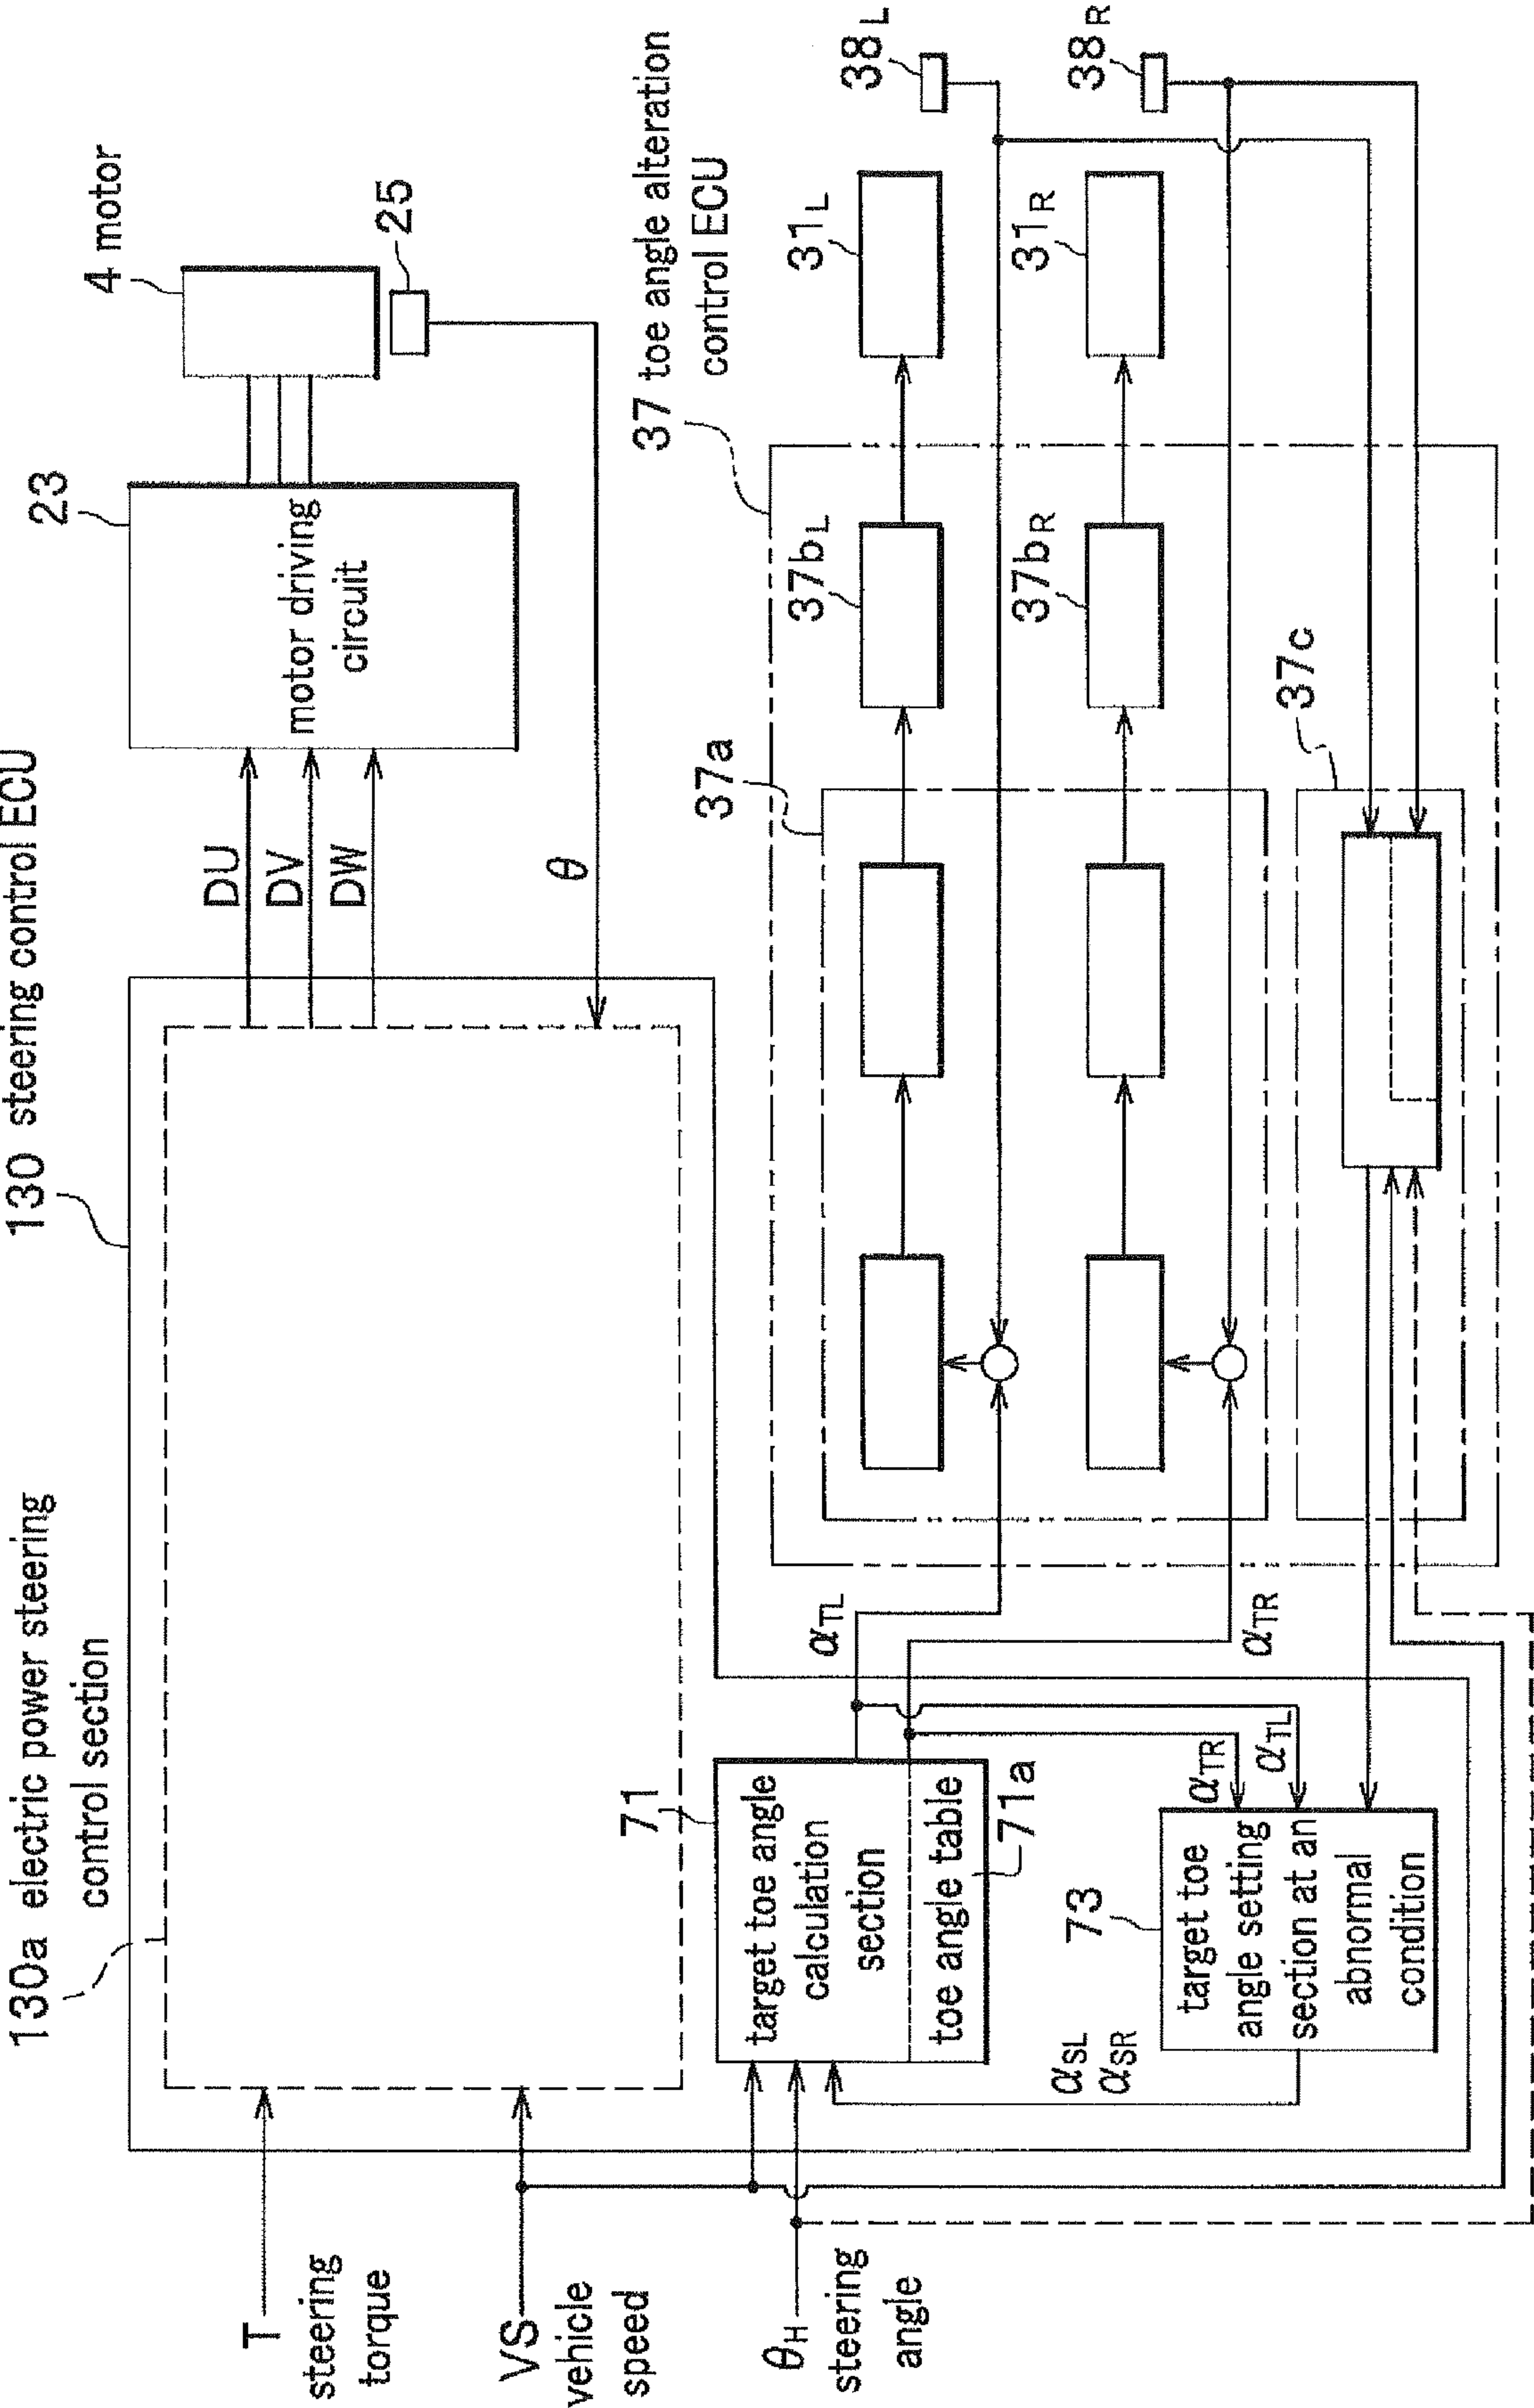 130 steering control ECU
130a electric power steering
control section
23
4 motor
25
motor driving
circuit
DU
DV
DW
θ
T
steering
torque
VS
vehicle
speed
θH
steering
angle
71
target toe angle
calculation
section
toe angle table
71a
73
target toe
angle setting
section at an
abnormal
condition
αSL
αSR
αTR
αTL
αTL
αTR
37 toe angle alteration
control ECU
37a
37bL
37bR
37c
31L
31R
38L
38R